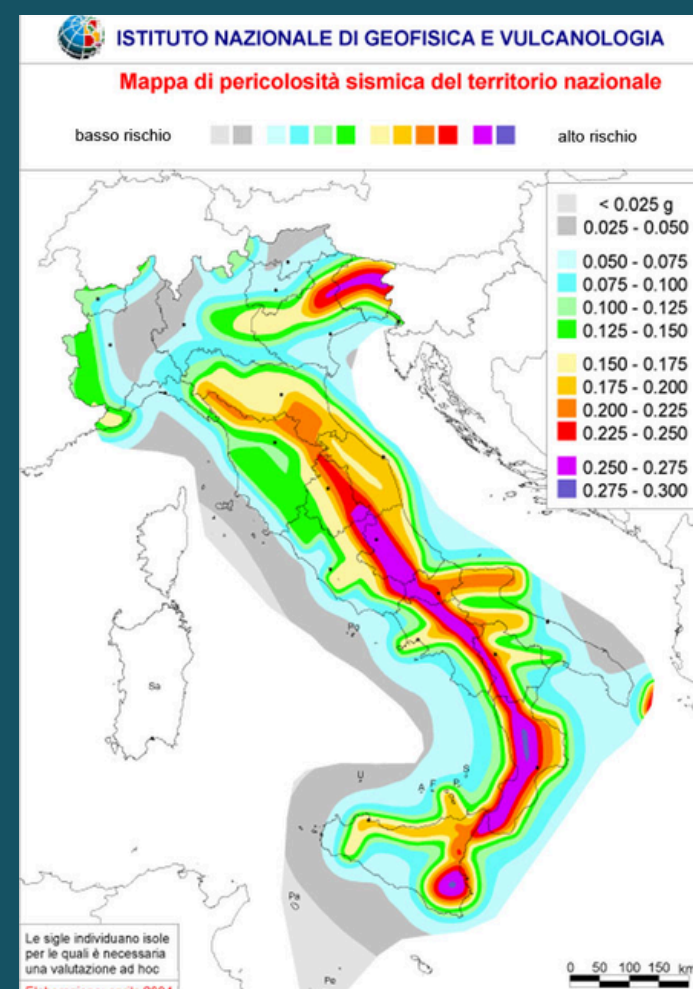 ISTITUTO NAZIONALE DI GEOFISICA E VULCANOLOGIA
Mappa di pericolosità sismica del territorio nazionale
basso rischio
alto rischio
< 0.025 g
0.025 - 0.050
0.050 - 0.075
0.075 - 0.100
0.100 - 0.125
0.125 - 0.150
0.150 - 0.175
0.175 - 0.200
0.200 - 0.225
0.225 - 0.250
0.250 - 0.275
0.275 - 0.300
Po
Sa
U
A
F
P
S
Pa
Pe
Le sigle individuano isole
per le quali è necessaria
una valutazione ad hoc
0 50 100 150 km